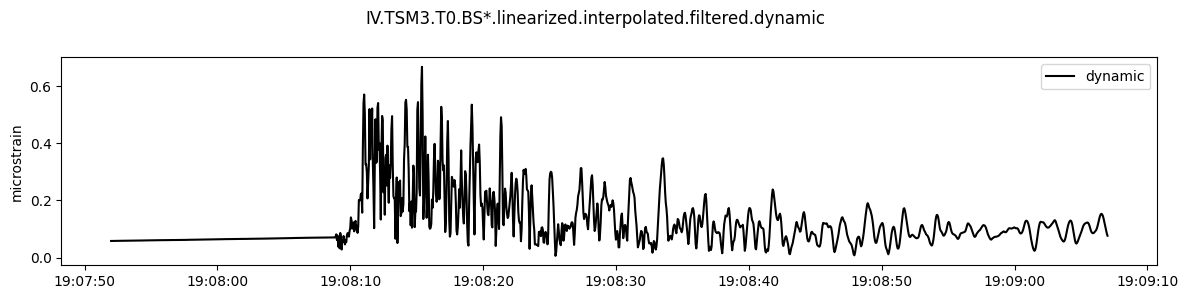 IV.TSM3.T0.BS*.linearized.interpolated.filtered.dynamic
dynamic
microstrain
0.6
0.4
0.2
0.0
19:07:50 19:08:00 19:08:10 19:08:20 19:08:30 19:08:40 19:08:50 19:09:00 19:09:10